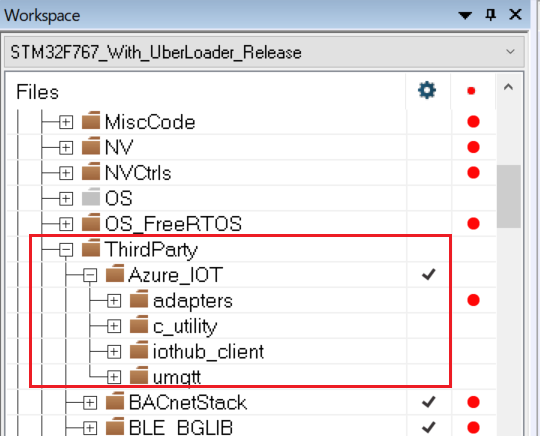 Workspace
STM32F767_With_UberLoader_Release
Files
MiscCode
NV
NVCtrls
OS
OS_FreeRTOS
ThirdParty
Azure_IOT
adapters
c_utility
iothub_client
umqtt
BACnetStack
BLE_BGLIB